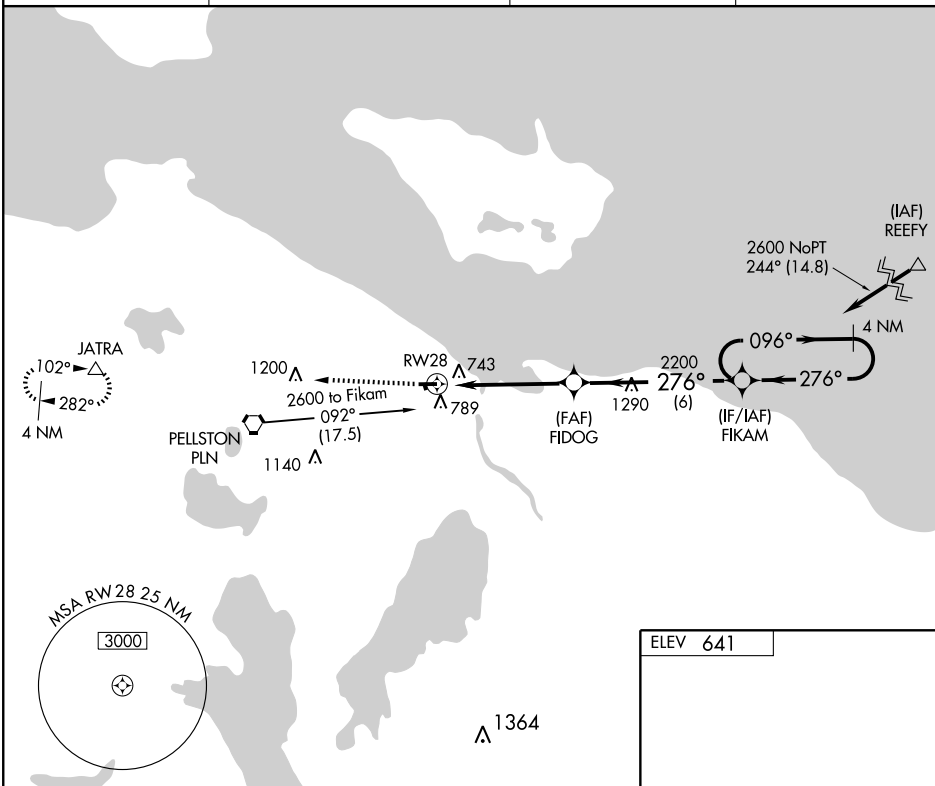 (IAF)
REEFY
2600 NoPT
244° (14.8)
4 NM
096°
276°
JATRA
102°
282°
4 NM
1200
RW28
743
789
2600 to Fikam
092°
(17.5)
PELLSTON
PLN
1140
2200
276°
(6)
1290
(FAF)
FIDOG
(IF/IAF)
FIKAM
MSA RW28 25 NM
3000
1364
ELEV 641